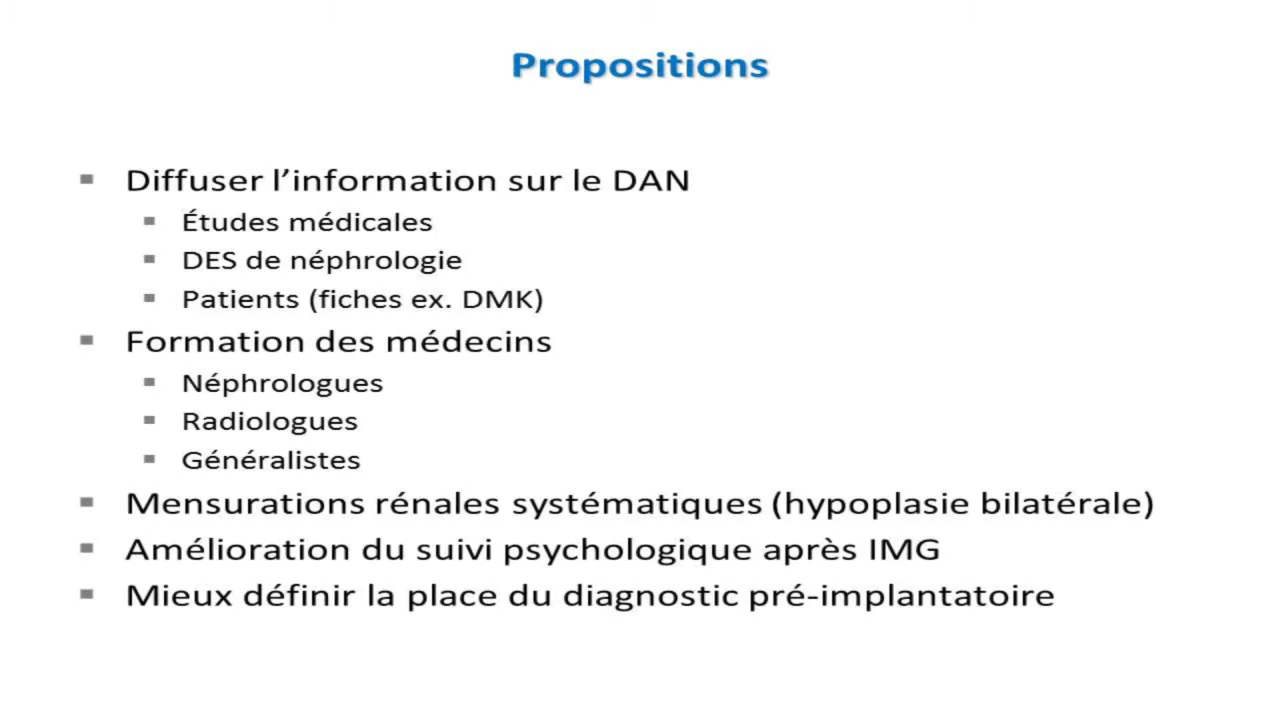 Propositions
Diffuser l’information sur le DAN
Études médicales
DES de néphrologie
Patients (fiches ex. DMK)
Formation des médecins
Néphrologues
Radiologues
Généralistes
Mensurations rénales systématiques (hypoplasie bilatérale)
Amélioration du suivi psychologique après IMG
Mieux définir la place du diagnostic pré-implantatoire